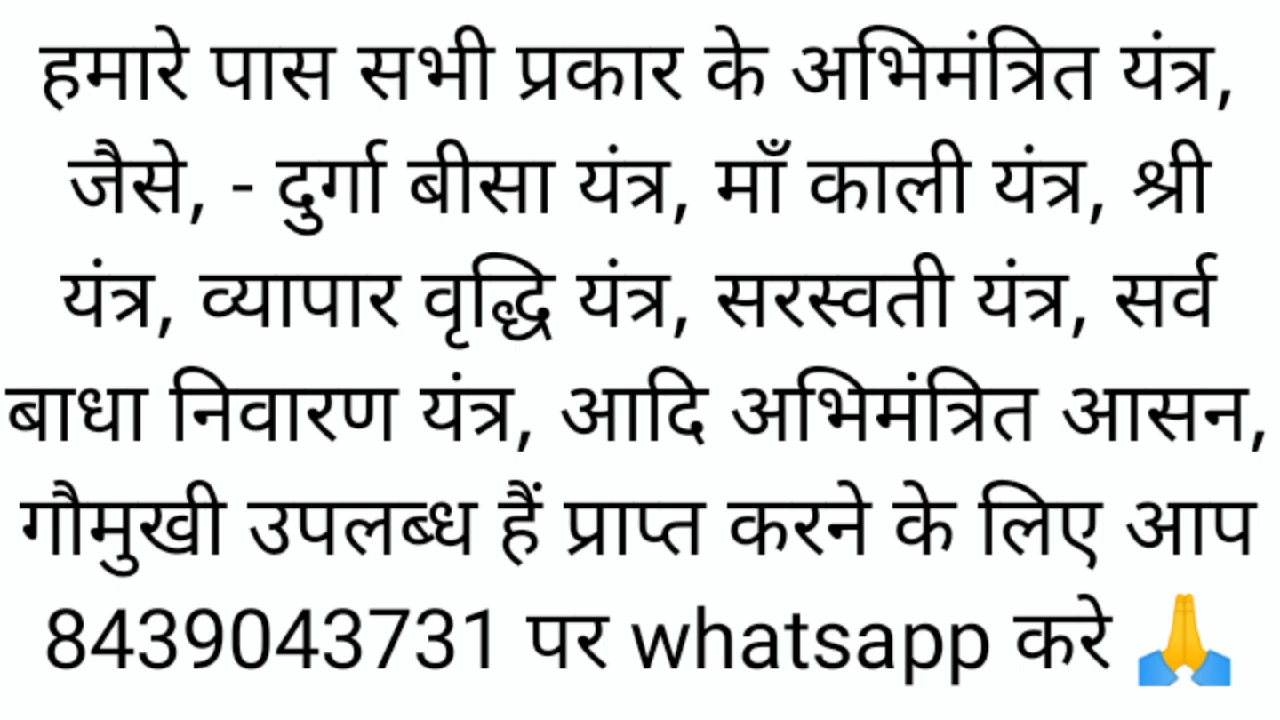 हमारे पास सभी प्रकार के अभिमंत्रित यंत्र,
जैसे, - दुर्गा बीसा यंत्र, माँ काली यंत्र, श्री
यंत्र, व्यापार वृद्धि यंत्र, सरस्वती यंत्र, सर्व
बाधा निवारण यंत्र, आदि अभिमंत्रित आसन,
गौमुखी उपलब्ध हैं प्राप्त करने के लिए आप
8439043731 पर whatsapp करे 🙏